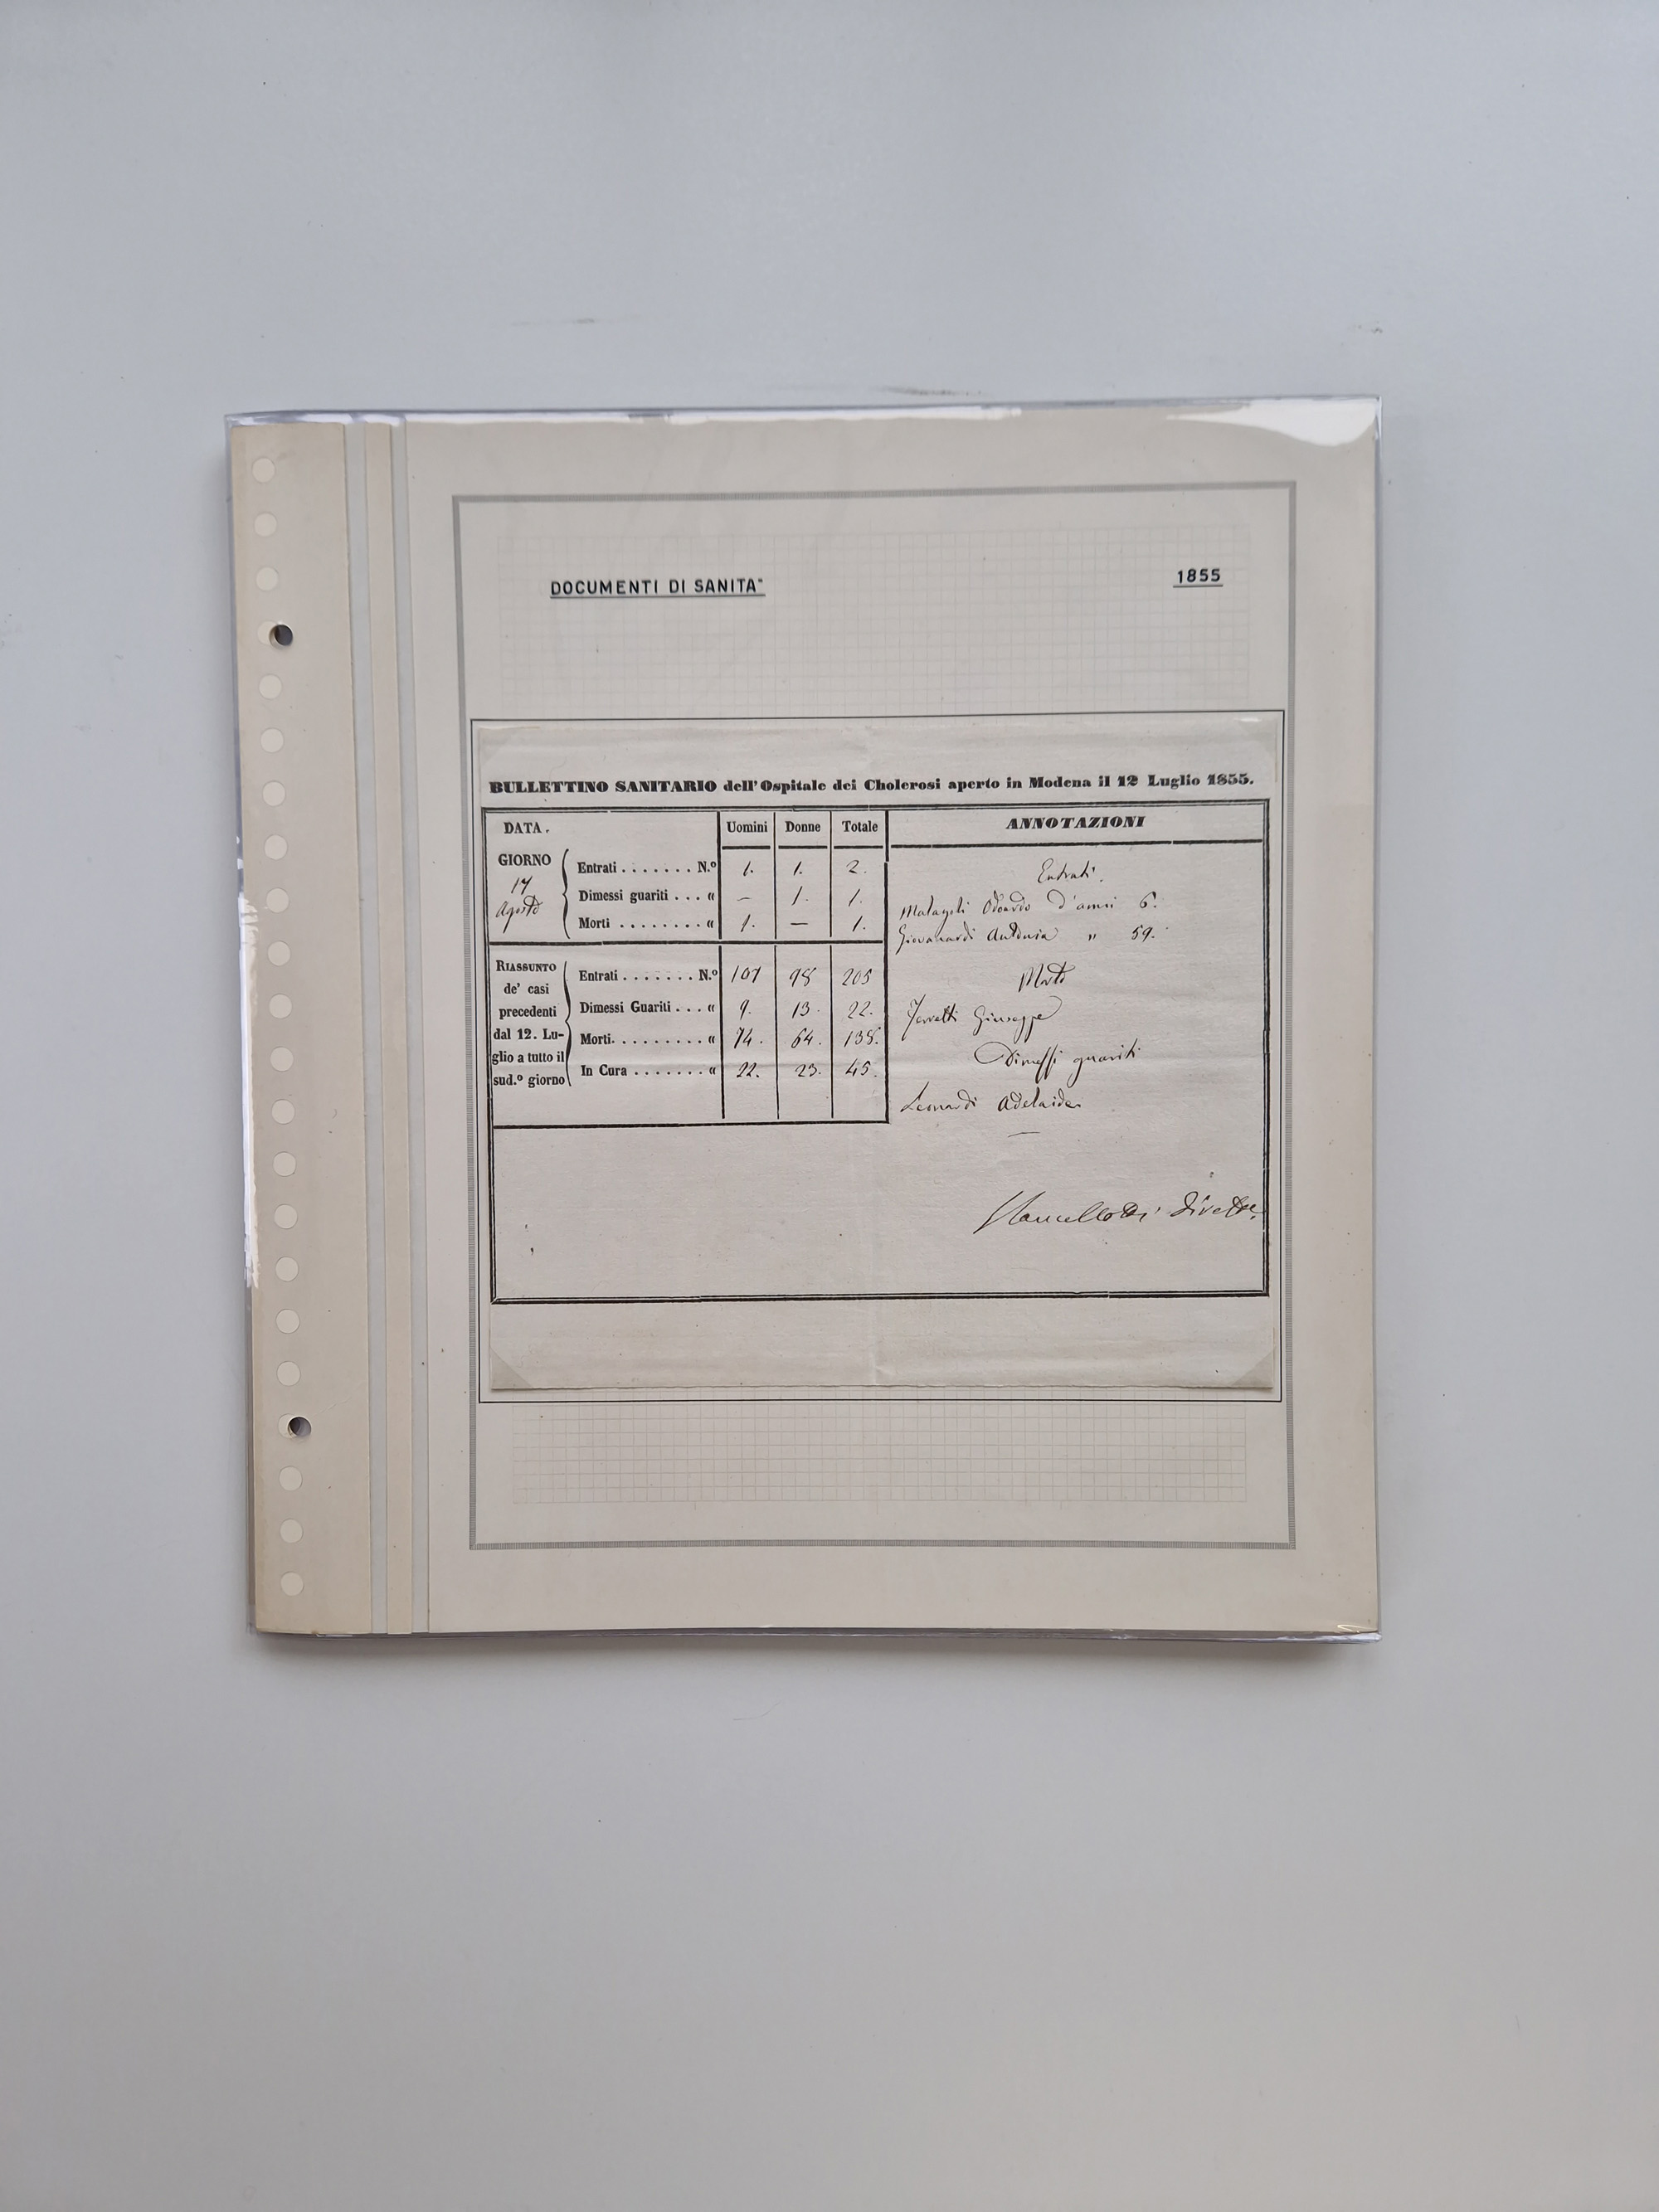 DOCUMENTI DI SANITA'
1855
BULLETTINO SANITARIO dell' Ospitale dei Cholerosi aperto in Modena il 12 Luglio 1855.
DATA.
Uomini Donne Totale
ANNOTAZIONI
GIORNO
Agosto
Entrati . . . . . . . N.º 1. 1. 2.
Dimessi guariti . . . « — 1. 1.
Morti . . . . . . . . « 1. — 1.
RIASSUNTO
de' casi
precedenti
dal 12. Lu-
glio a tutto il
sud.º giorno
Entrati . . . . . . . N.º 107 98 205
Dimessi Guariti . . . « 9. 13. 22.
Morti. . . . . . . . . « 74. 64. 138.
In Cura . . . . . . . « 22. 23. 45.
Entrati.
Malagoli Odoardo d'anni 6.
Giovanardi Antonia " 59.
Morti
Giuseppe
Dimessi guariti
Leonardi Adelaide
—